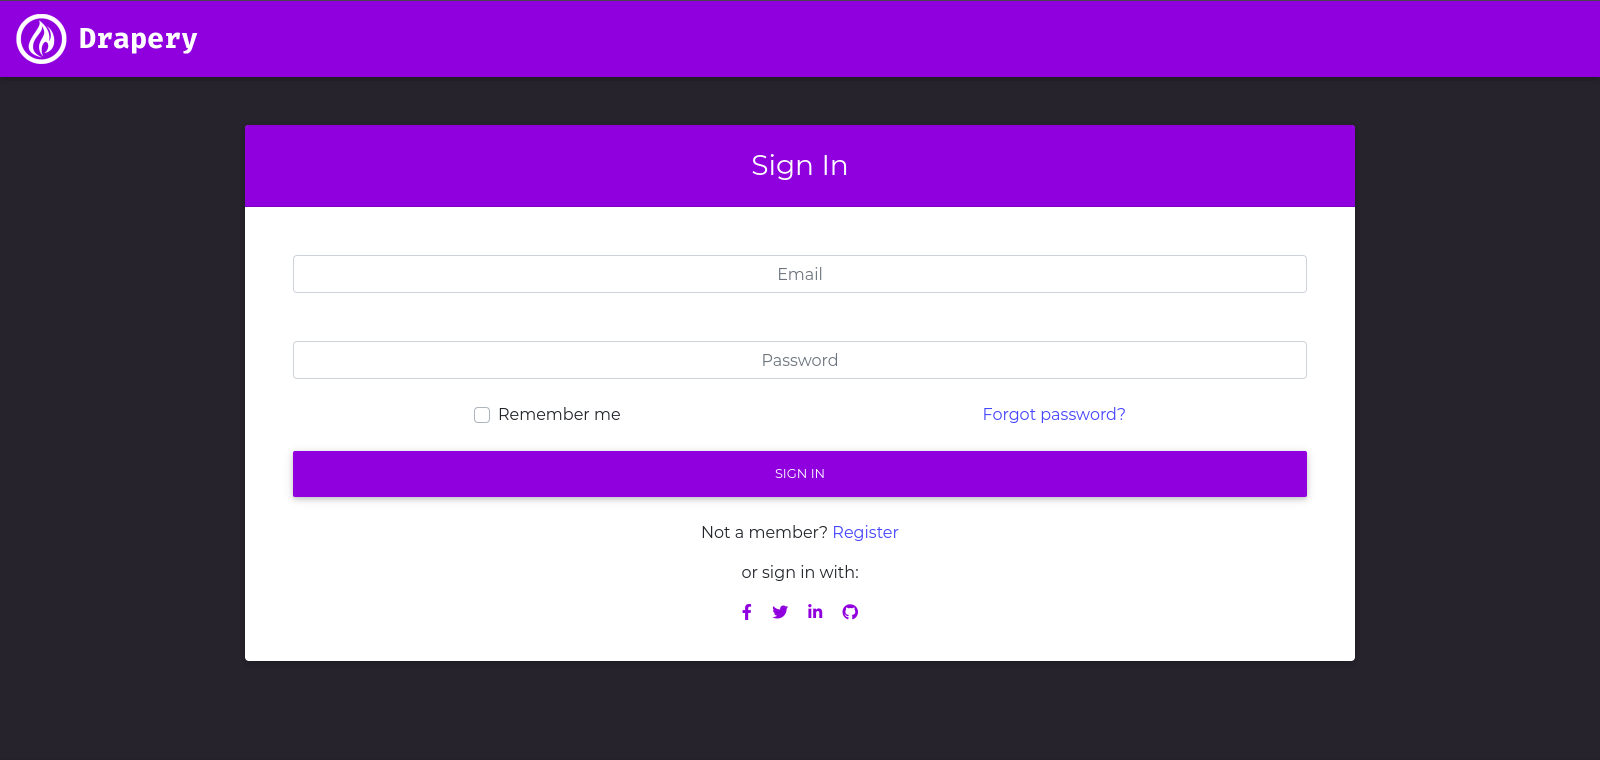 Drapery
Sign In
Email
Password
Remember me
Forgot password?
SIGN IN
Not a member? Register
or sign in with: